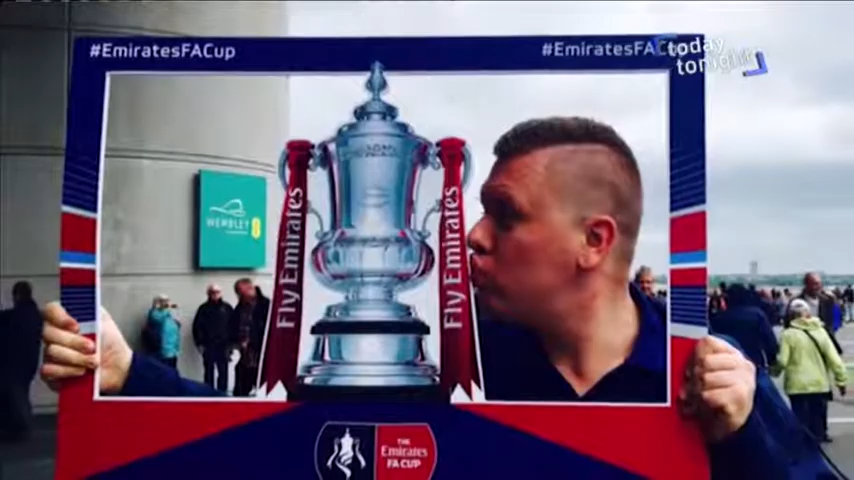 #EmiratesFACup
#EmiratesFACup
today
tonight
WEMBLEY
Fly Emirates
Fly Emirates
THE
Emirates
FA CUP